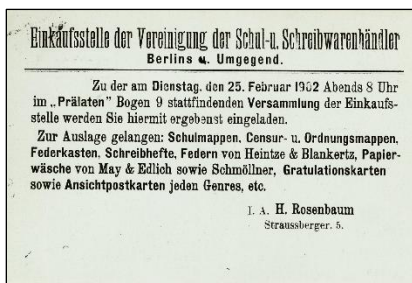 Einkaufsstelle der Vereinigung der Schul-u. Schreibwarenhändler
Berlins u. Umgegend.
Zu der am Dienstag, den 25. Februar 1902 Abends 8 Uhr
im „Prälaten" Bogen 9 stattfindenden Versammlung der Einkaufs-
stelle werden Sie hiermit ergebenst eingeladen.
Zur Auslage gelangen: Schulmappen, Censur- u. Ordnungsmappen,
Federkasten, Schreibhefte, Federn von Heintze & Blankertz, Papier-
wäsche von May & Edlich sowie Schmöllner, Gratulationskarten
sowie Ansichtpostkarten jeden Genres, etc.
I. A. H. Rosenbaum
Straussberger. 5.